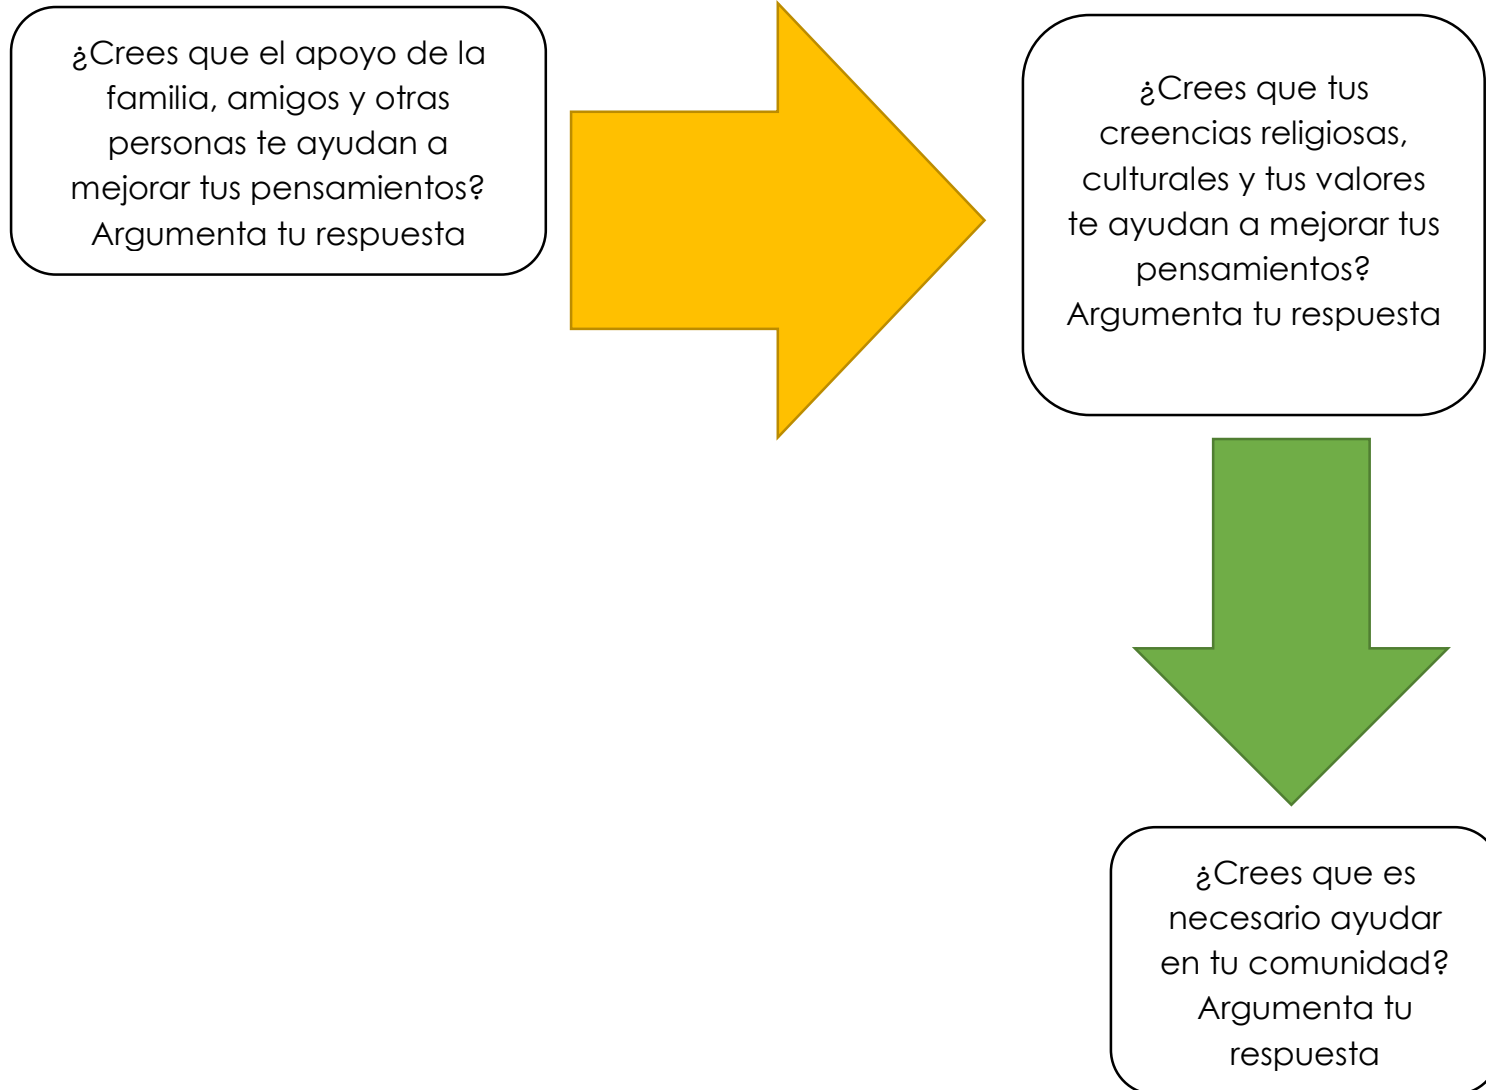 ¿Crees que el apoyo de la
familia, amigos y otras
personas te ayudan a
mejorar tus pensamientos?
Argumenta tu respuesta
¿Crees que tus
creencias religiosas,
culturales y tus valores
te ayudan a mejorar tus
pensamientos?
Argumenta tu respuesta
¿Crees que es
necesario ayudar
en tu comunidad?
Argumenta tu
respuesta